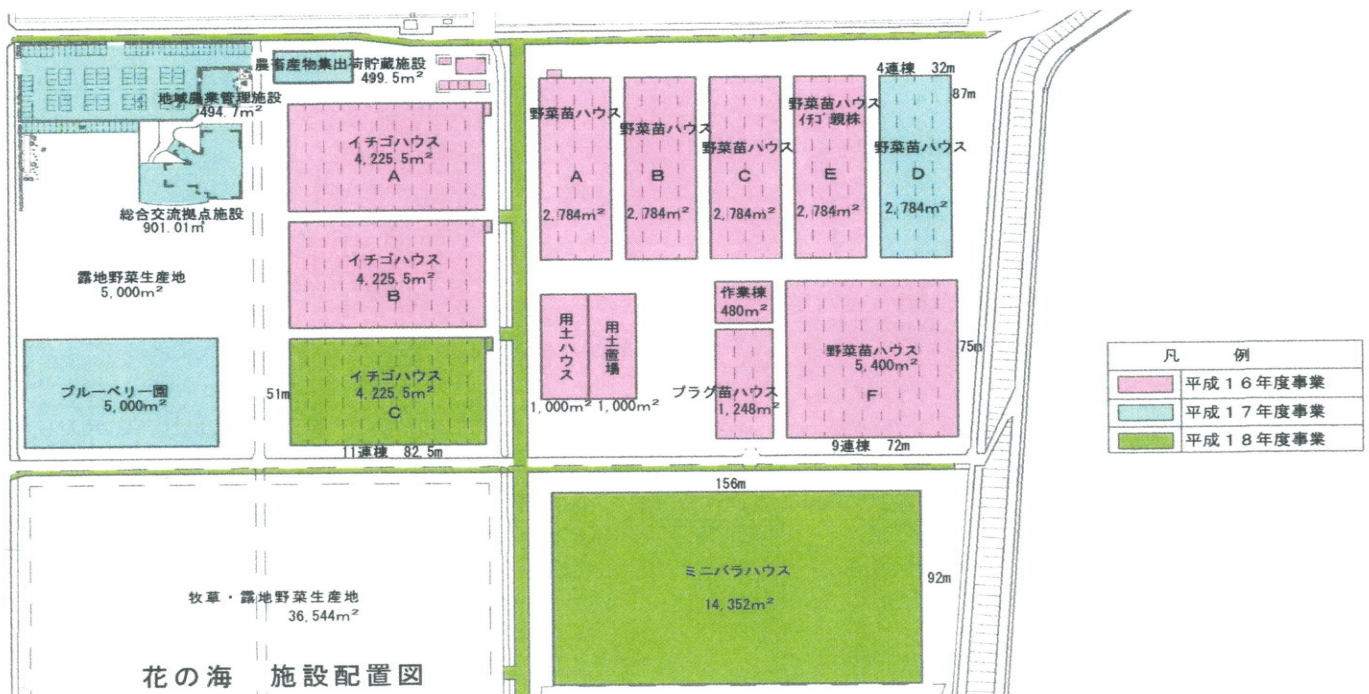 農畜産物集出荷貯蔵施設
499.5m²
地域農業管理施設
494.7m²
総合交流拠点施設
901.01㎡
露地野菜生産地
5,000m²
ブルーベリー園
5,000m²
イチゴハウス
4,225.5m²
A
イチゴハウス
4,225.5m²
B
イチゴハウス
4,225.5m²
C
51m
11連棟 82.5m
野菜苗ハウス
A
2,784m²
野菜苗ハウス
B
2,784m²
野菜苗ハウス
C
2,784m²
野菜苗ハウス
イチゴ親株
E
2,784m²
4連棟 32m
87m
野菜苗ハウス
D
2,784m²
用土ハウス
1,000m²
用土置場
1,000m²
作業棟
480m²
プラグ苗ハウス
1,248m²
野菜苗ハウス
5,400m²
F
75m
9連棟 72m
156m
ミニバラハウス
14,352m²
92m
牧草・露地野菜生産地
36,544m²
花の海 施設配置図
凡 例
平成16年度事業
平成17年度事業
平成18年度事業